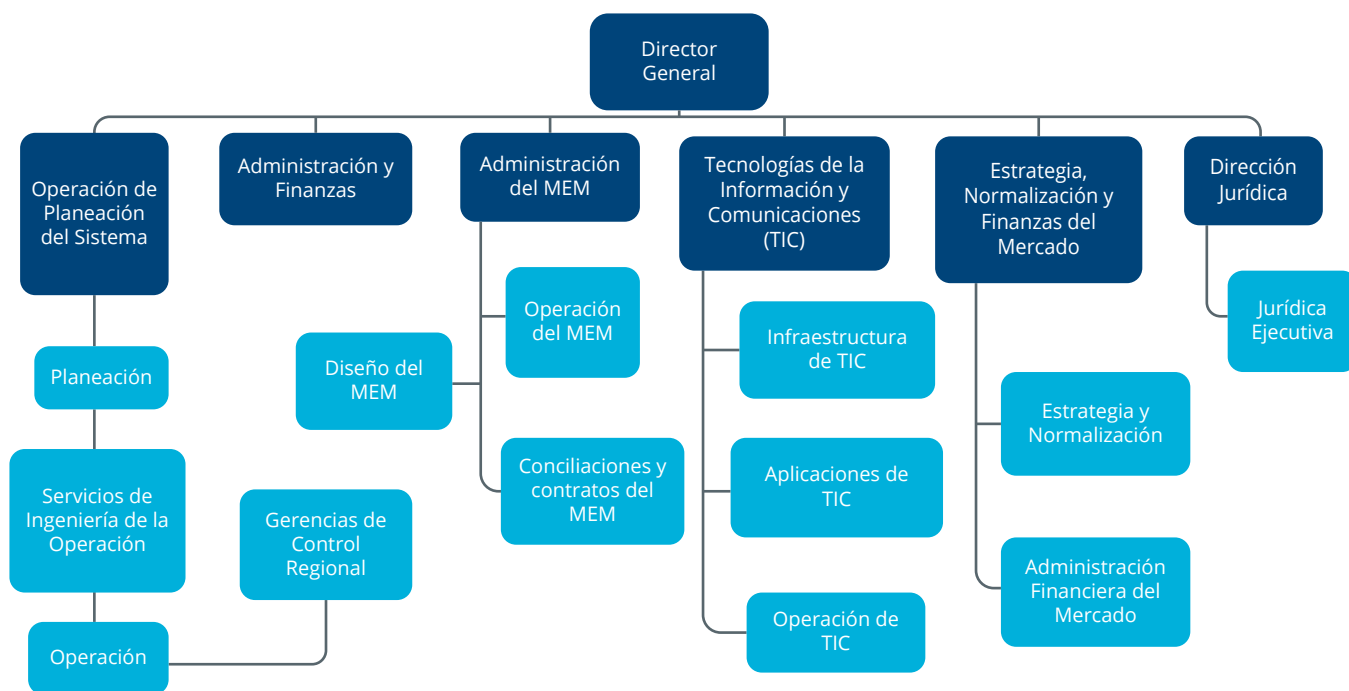 Director
General
Operación de
Planeación
del Sistema
Administración y
Finanzas
Administración
del MEM
Tecnologías de la
Información y
Comunicaciones
(TIC)
Estrategia,
Normalización y
Finanzas del
Mercado
Dirección
Jurídica
Planeación
Servicios de
Ingeniería de la
Operación
Operación
Gerencias de
Control
Regional
Operación
del MEM
Diseño del
MEM
Conciliaciones y
contratos del
MEM
Infraestructura
de TIC
Aplicaciones de
TIC
Operación de
TIC
Estrategia y
Normalización
Administración
Financiera del
Mercado
Jurídica
Ejecutiva